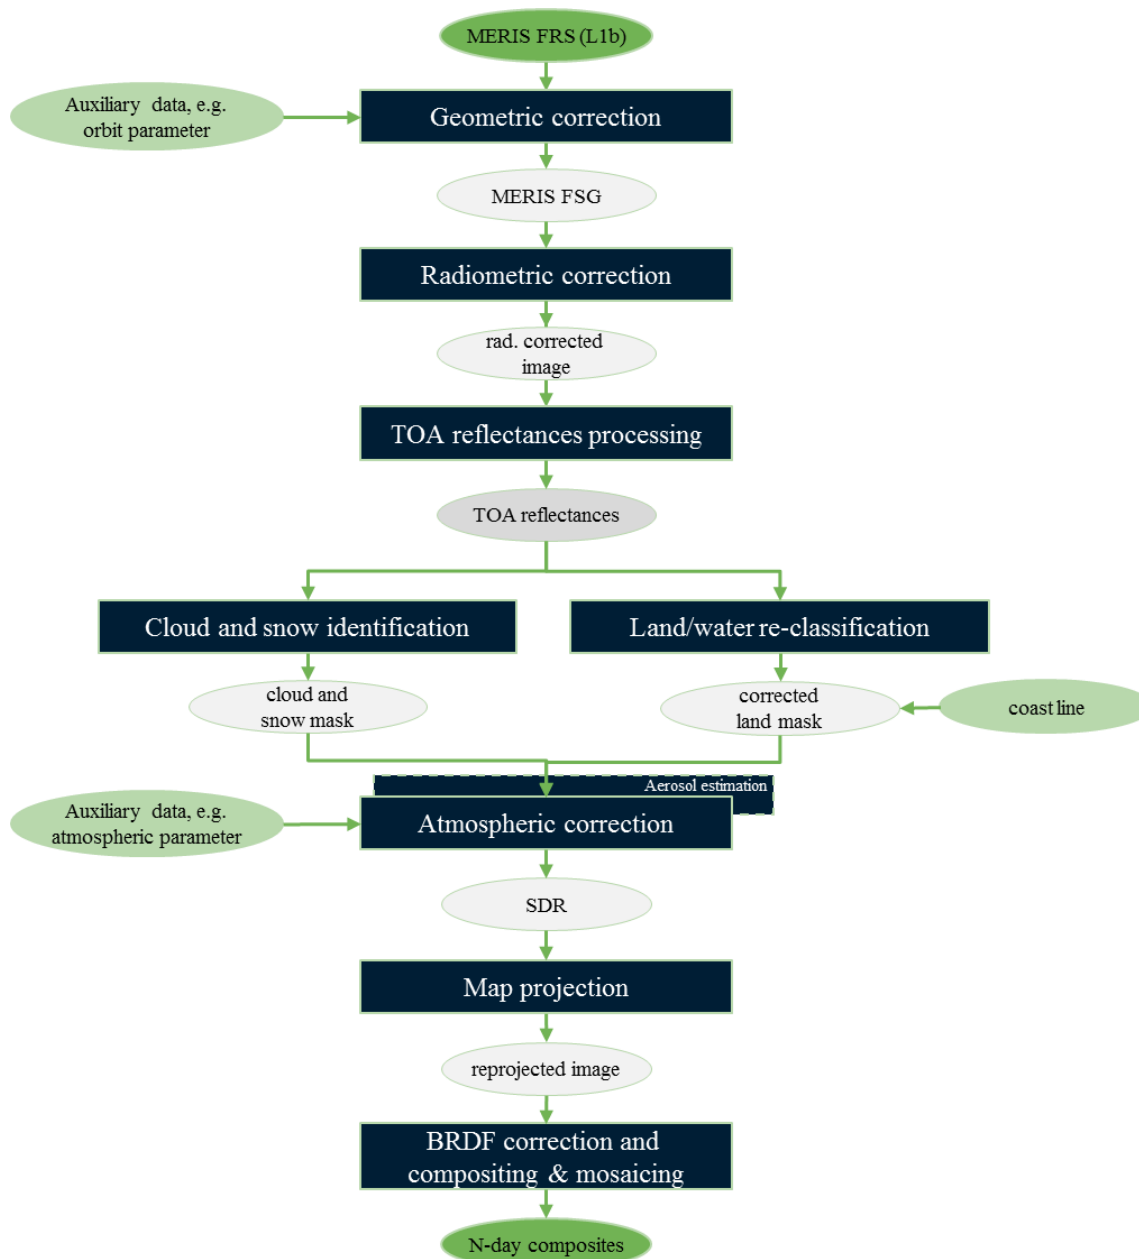 MERIS FRS (L1b)
Auxiliary data, e.g.
orbit parameter
Geometric correction
MERIS FSG
Radiometric correction
rad. corrected
image
TOA reflectances processing
TOA reflectances
Cloud and snow identification
Land/water re-classification
cloud and
snow mask
corrected
land mask
coast line
Aerosol estimation
Auxiliary data, e.g.
atmospheric parameter
Atmospheric correction
SDR
Map projection
reprojected image
BRDF correction and
compositing & mosaicing
N-day composites